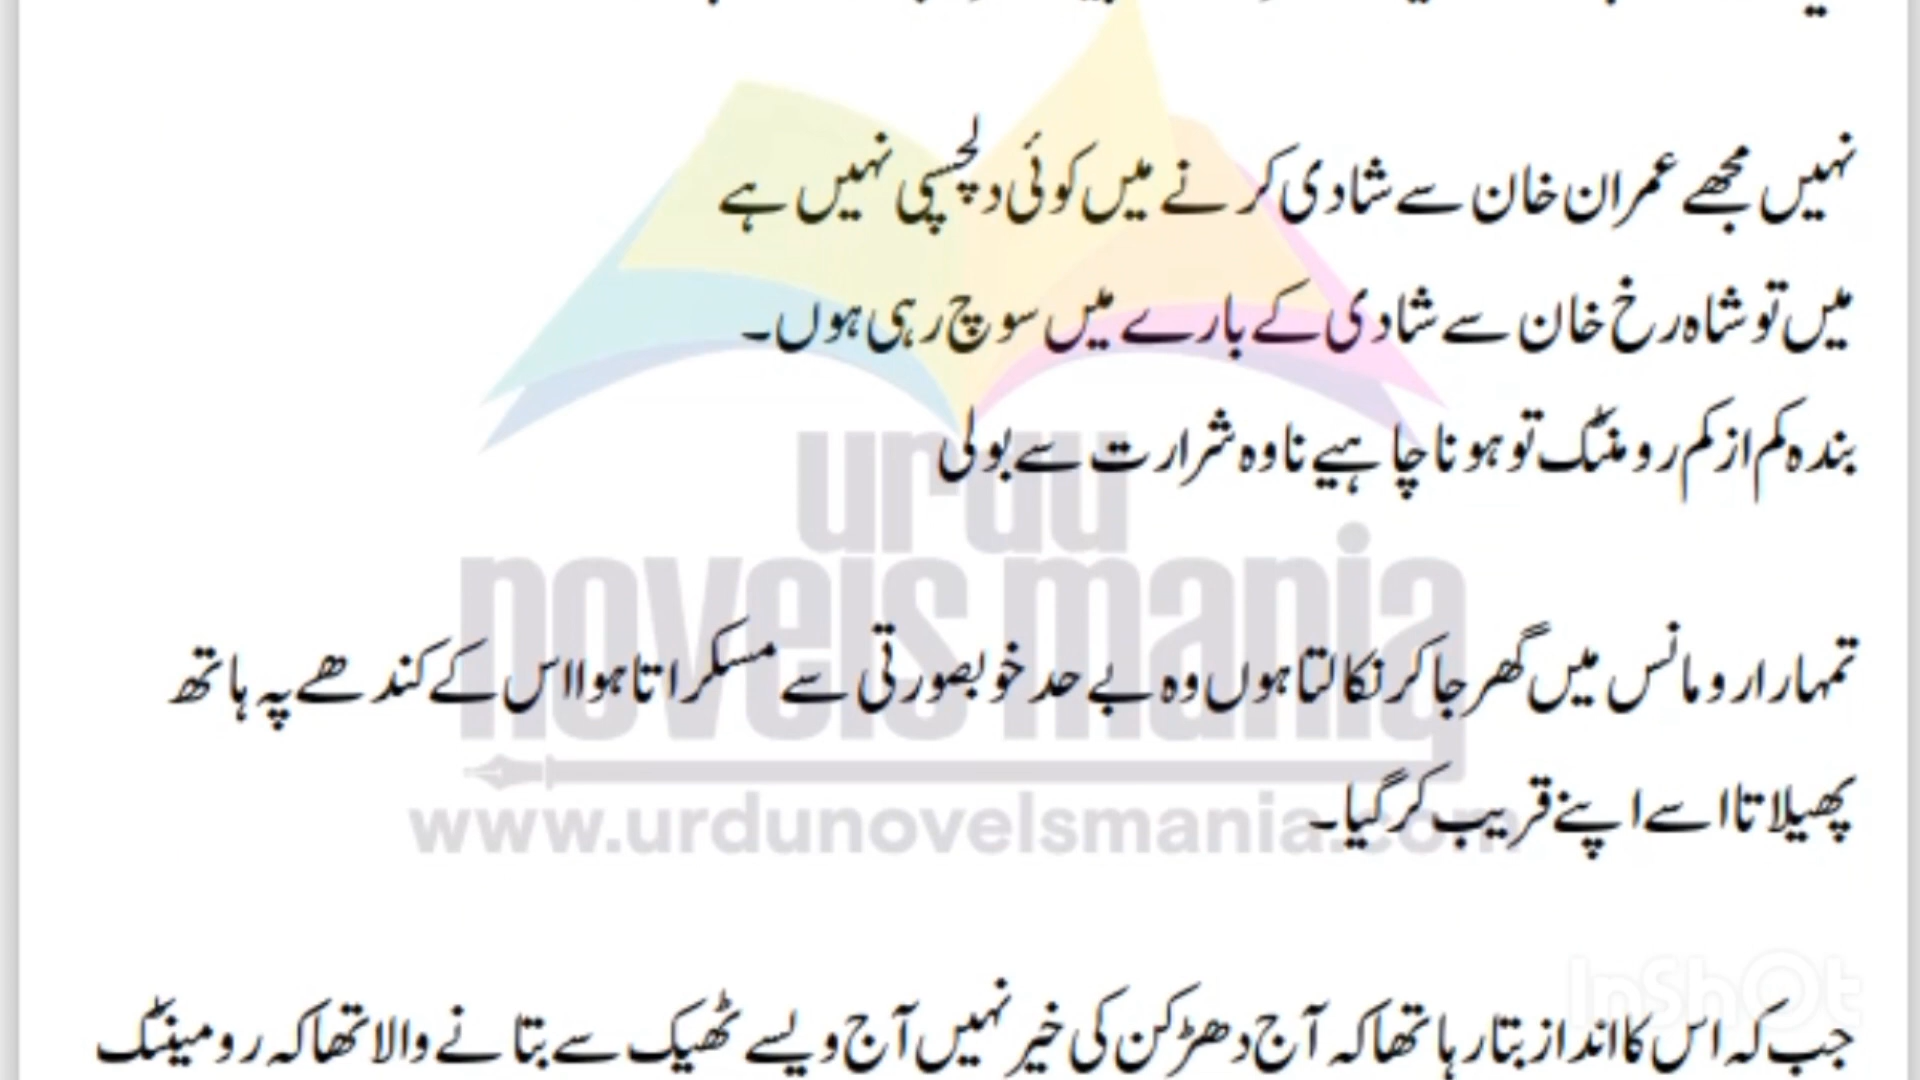 نہیں مجھے عمران خان سے شادی کرنے میں کوئی دلچسپی نہیں ہے
میں تو شاہ رخ خان سے شادی کے بارے میں سوچ رہی ہوں۔
بندہ کم از کم رومنٹک تو ہونا چاہیے نا وہ شرارت سے بولی
urdu
novels mania
تمہارا رومانس میں گھر جا کر نکالتا ہوں وہ بے حد خوبصورتی سے مسکراتا ہوا اس کے کندھے پہ ہاتھ
پھیلاتا اسے اپنے قریب کر گیا۔
www.urdunovelsmania.com
InShOt
جب کہ اس کا انداز بتا رہا تھا کہ آج دھڑکن کی خیر نہیں آج ویسے ٹھیک سے بتانے والا تھا کہ رومینٹک